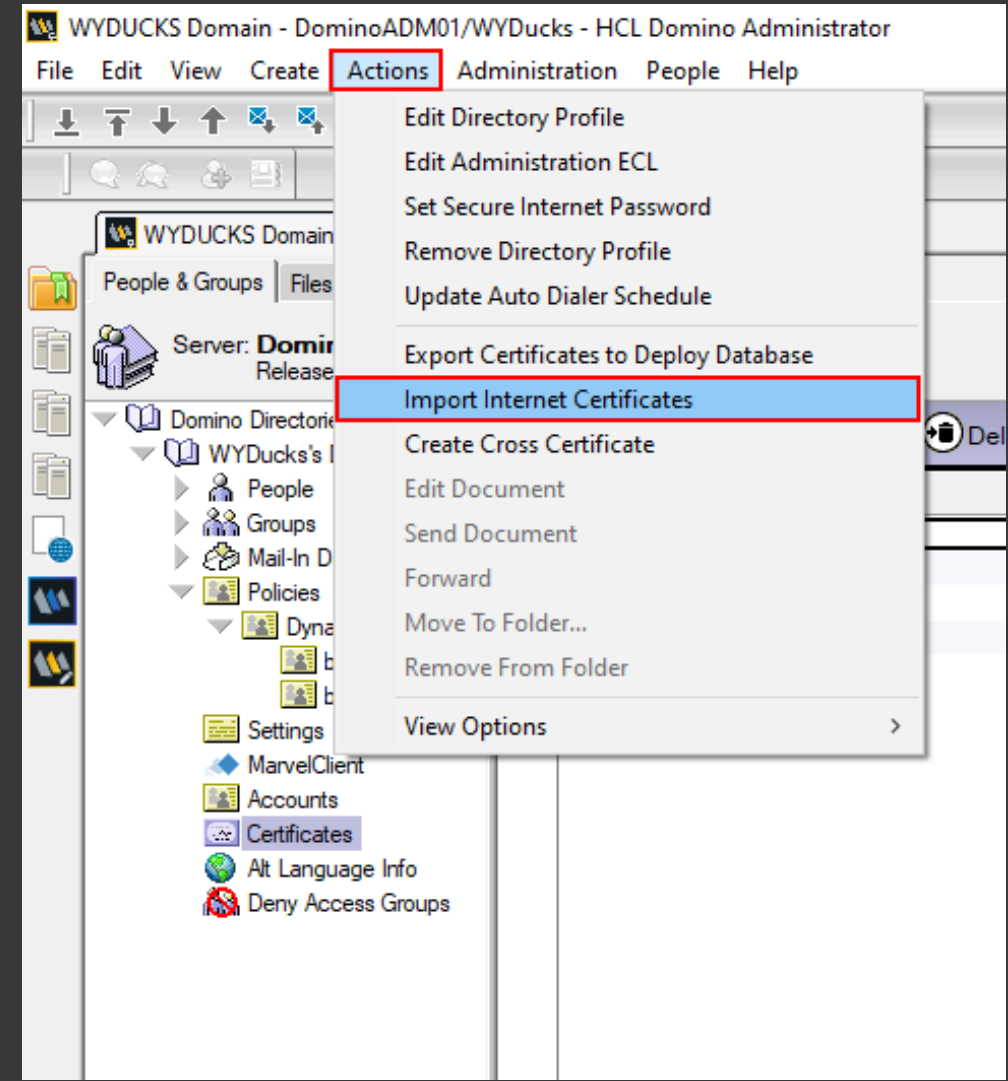 WYDUCKS Domain - DominoADM01/WYDucks - HCL Domino Administrator
File Edit View Create Actions Administration People Help
Edit Directory Profile
Edit Administration ECL
Set Secure Internet Password
Remove Directory Profile
Update Auto Dialer Schedule
Export Certificates to Deploy Database
Import Internet Certificates
Create Cross Certificate
Edit Document
Send Document
Forward
Move To Folder...
Remove From Folder
View Options
WYDUCKS Domain
People & Groups Files
Server:
Release
Domino
WYDucks's
People
Groups
Mail-In
Policies
Settings
MarvelClient
Accounts
Certificates
Alt Language Info
Deny Access Groups